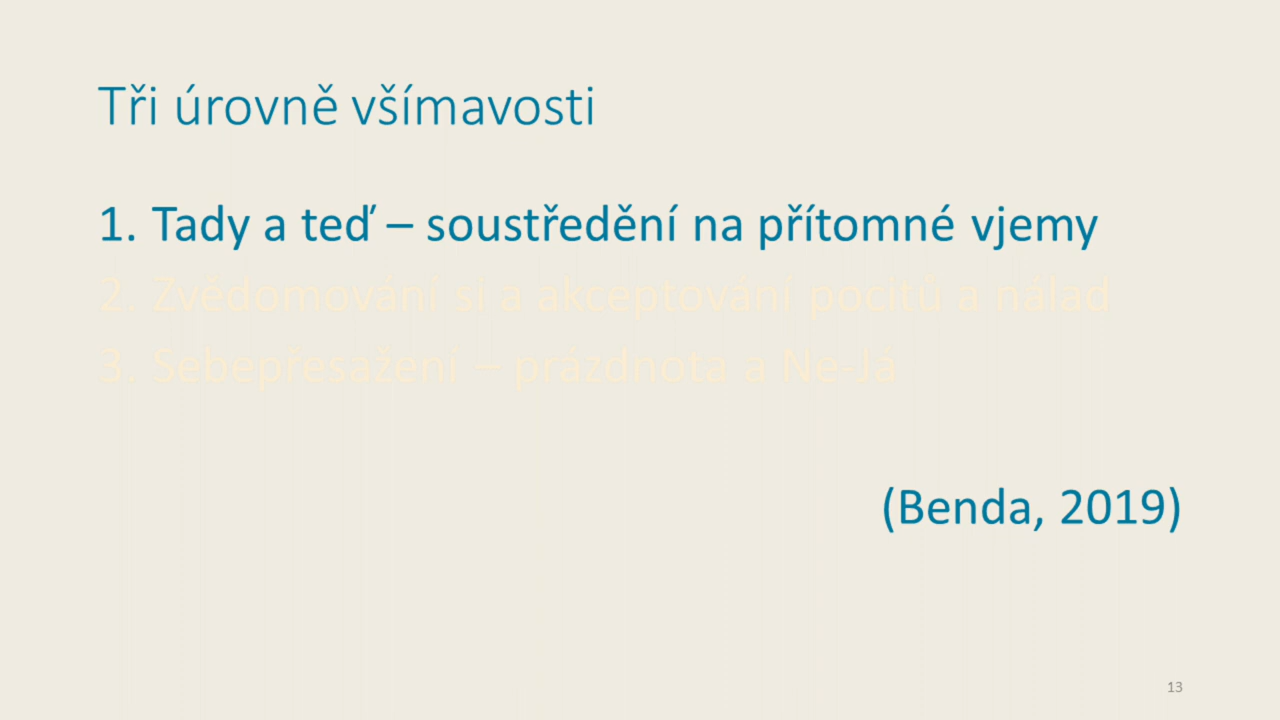 Tři úrovně všímavosti
1. Tady a teď – soustředění na přítomné vjemy
2. Zvědomování si a akceptování pocitů a nálad
3. Sebepřesažení – prázdnota a Ne-Já
(Benda, 2019)
13